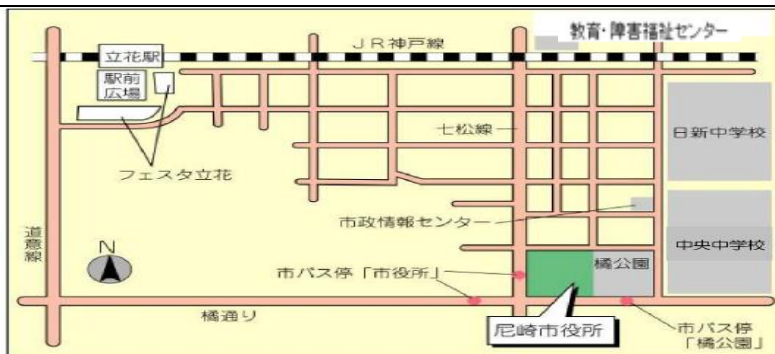 教育・障害福祉センター
JR神戸線
立花駅
駅前
広場
七松線
日新中学校
フェスタ立花
市政情報センター
道意線
N
中央中学校
橘公園
市バス停「市役所」
橘通り
尼崎市役所
市バス停
「橘公園」